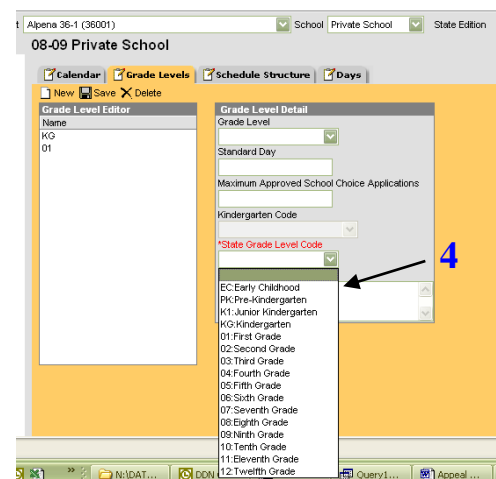 t Alpena 36-1 (36001) School Private School State Edition
08-09 Private School
Calendar Grade Levels Schedule Structure Days
New Save Delete
Grade Level Editor
Name
KG
01
Grade Level Detail
Grade Level
Standard Day
Maximum Approved School Choice Applications
Kindergarten Code
*State Grade Level Code
4
EC:Early Childhood
PK:Pre-Kindergarten
K1:Junior Kindergarten
KG:Kindergarten
01:First Grade
02:Second Grade
03:Third Grade
04:Fourth Grade
05:Fifth Grade
06:Sixth Grade
07:Seventh Grade
08:Eighth Grade
09:Ninth Grade
10:Tenth Grade
11:Eleventh Grade
12:Twelfth Grade
» N:\DAT... DDN Query1... Appeal ...